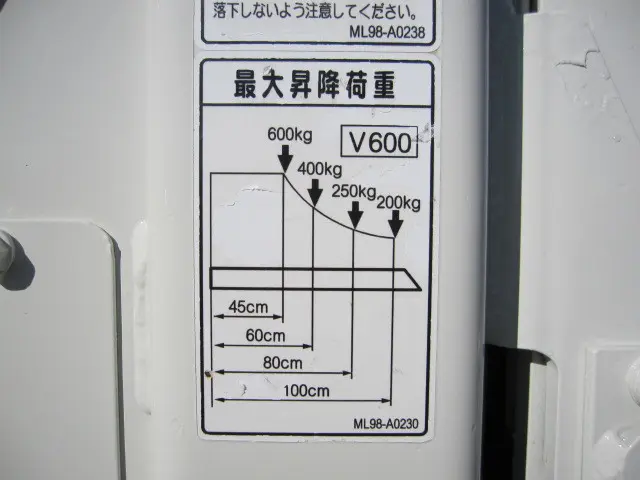 落下しないよう注意してください。
ML98-A0238
最大昇降荷重
V600
600kg
400kg
250kg
200kg
45cm
60cm
80cm
100cm
ML98-A0230